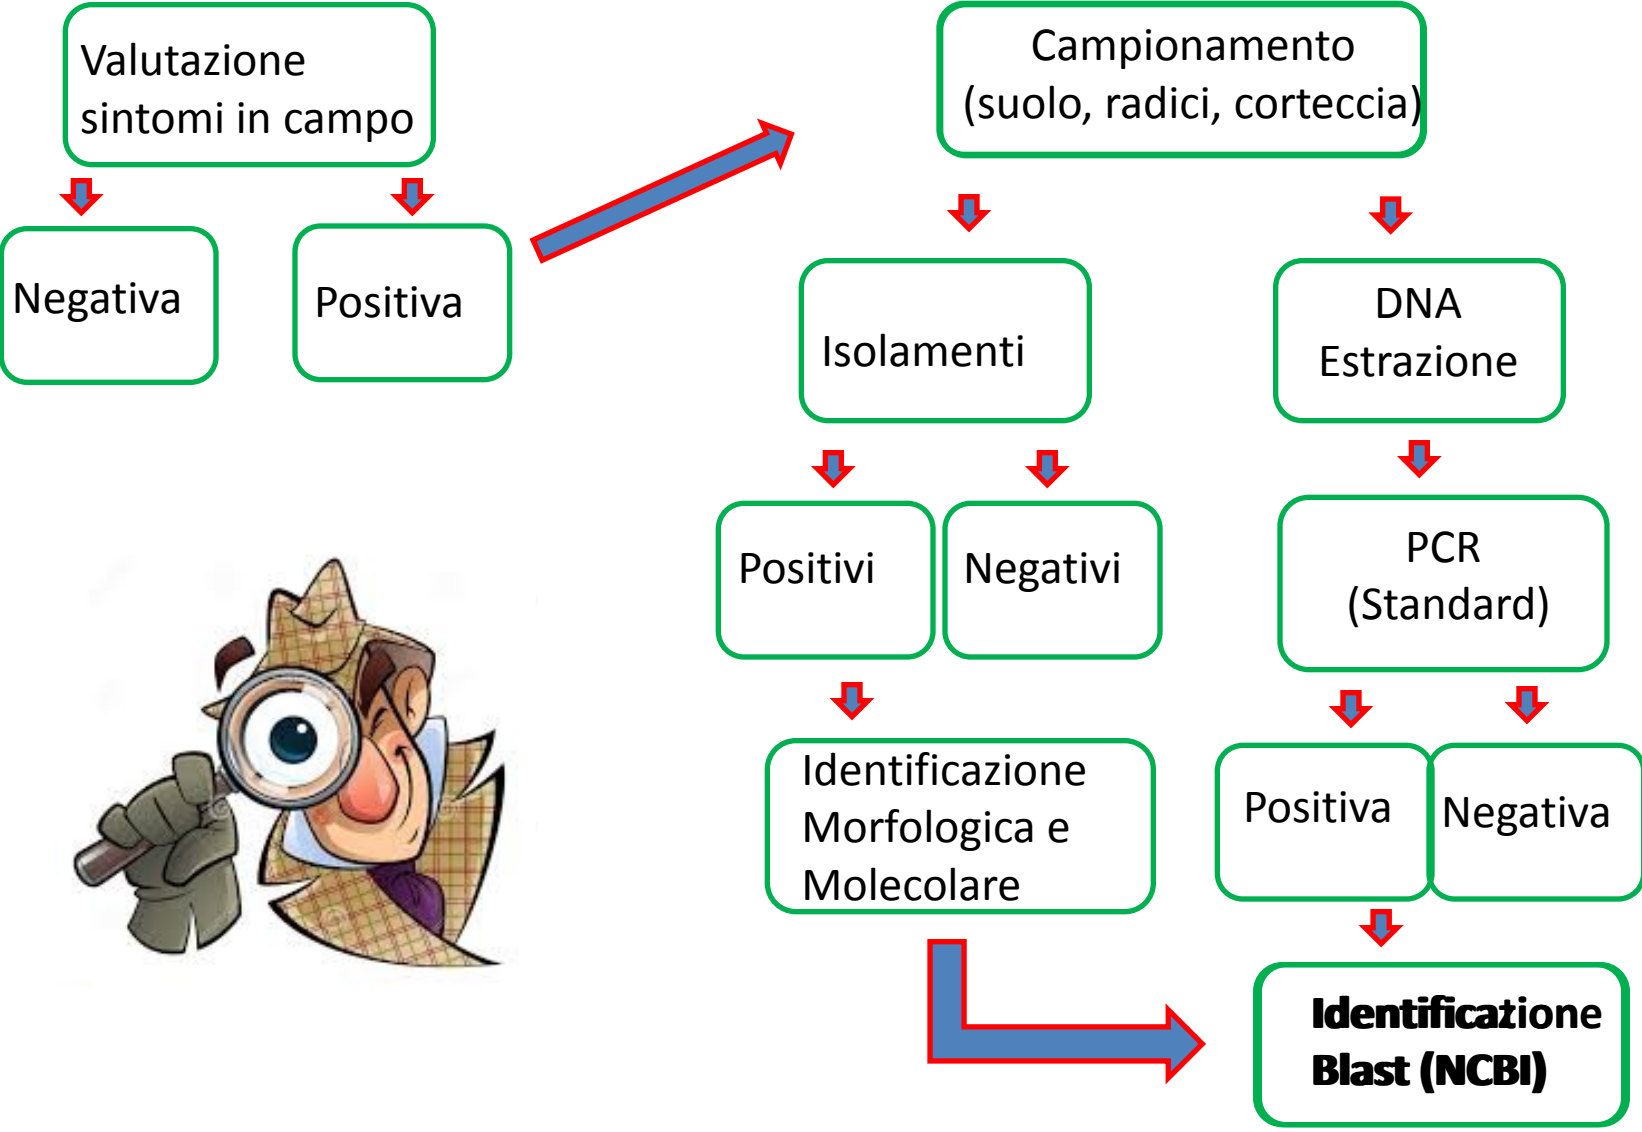 Valutazione
sintomi in campo
Negativa
Positiva
Campionamento
(suolo, radici, corteccia)
Isolamenti
DNA
Estrazione
Positivi
Negativi
PCR
(Standard)
Identificazione
Morfologica e
Molecolare
Positiva
Negativa
Identificazione
Blast (NCBI)